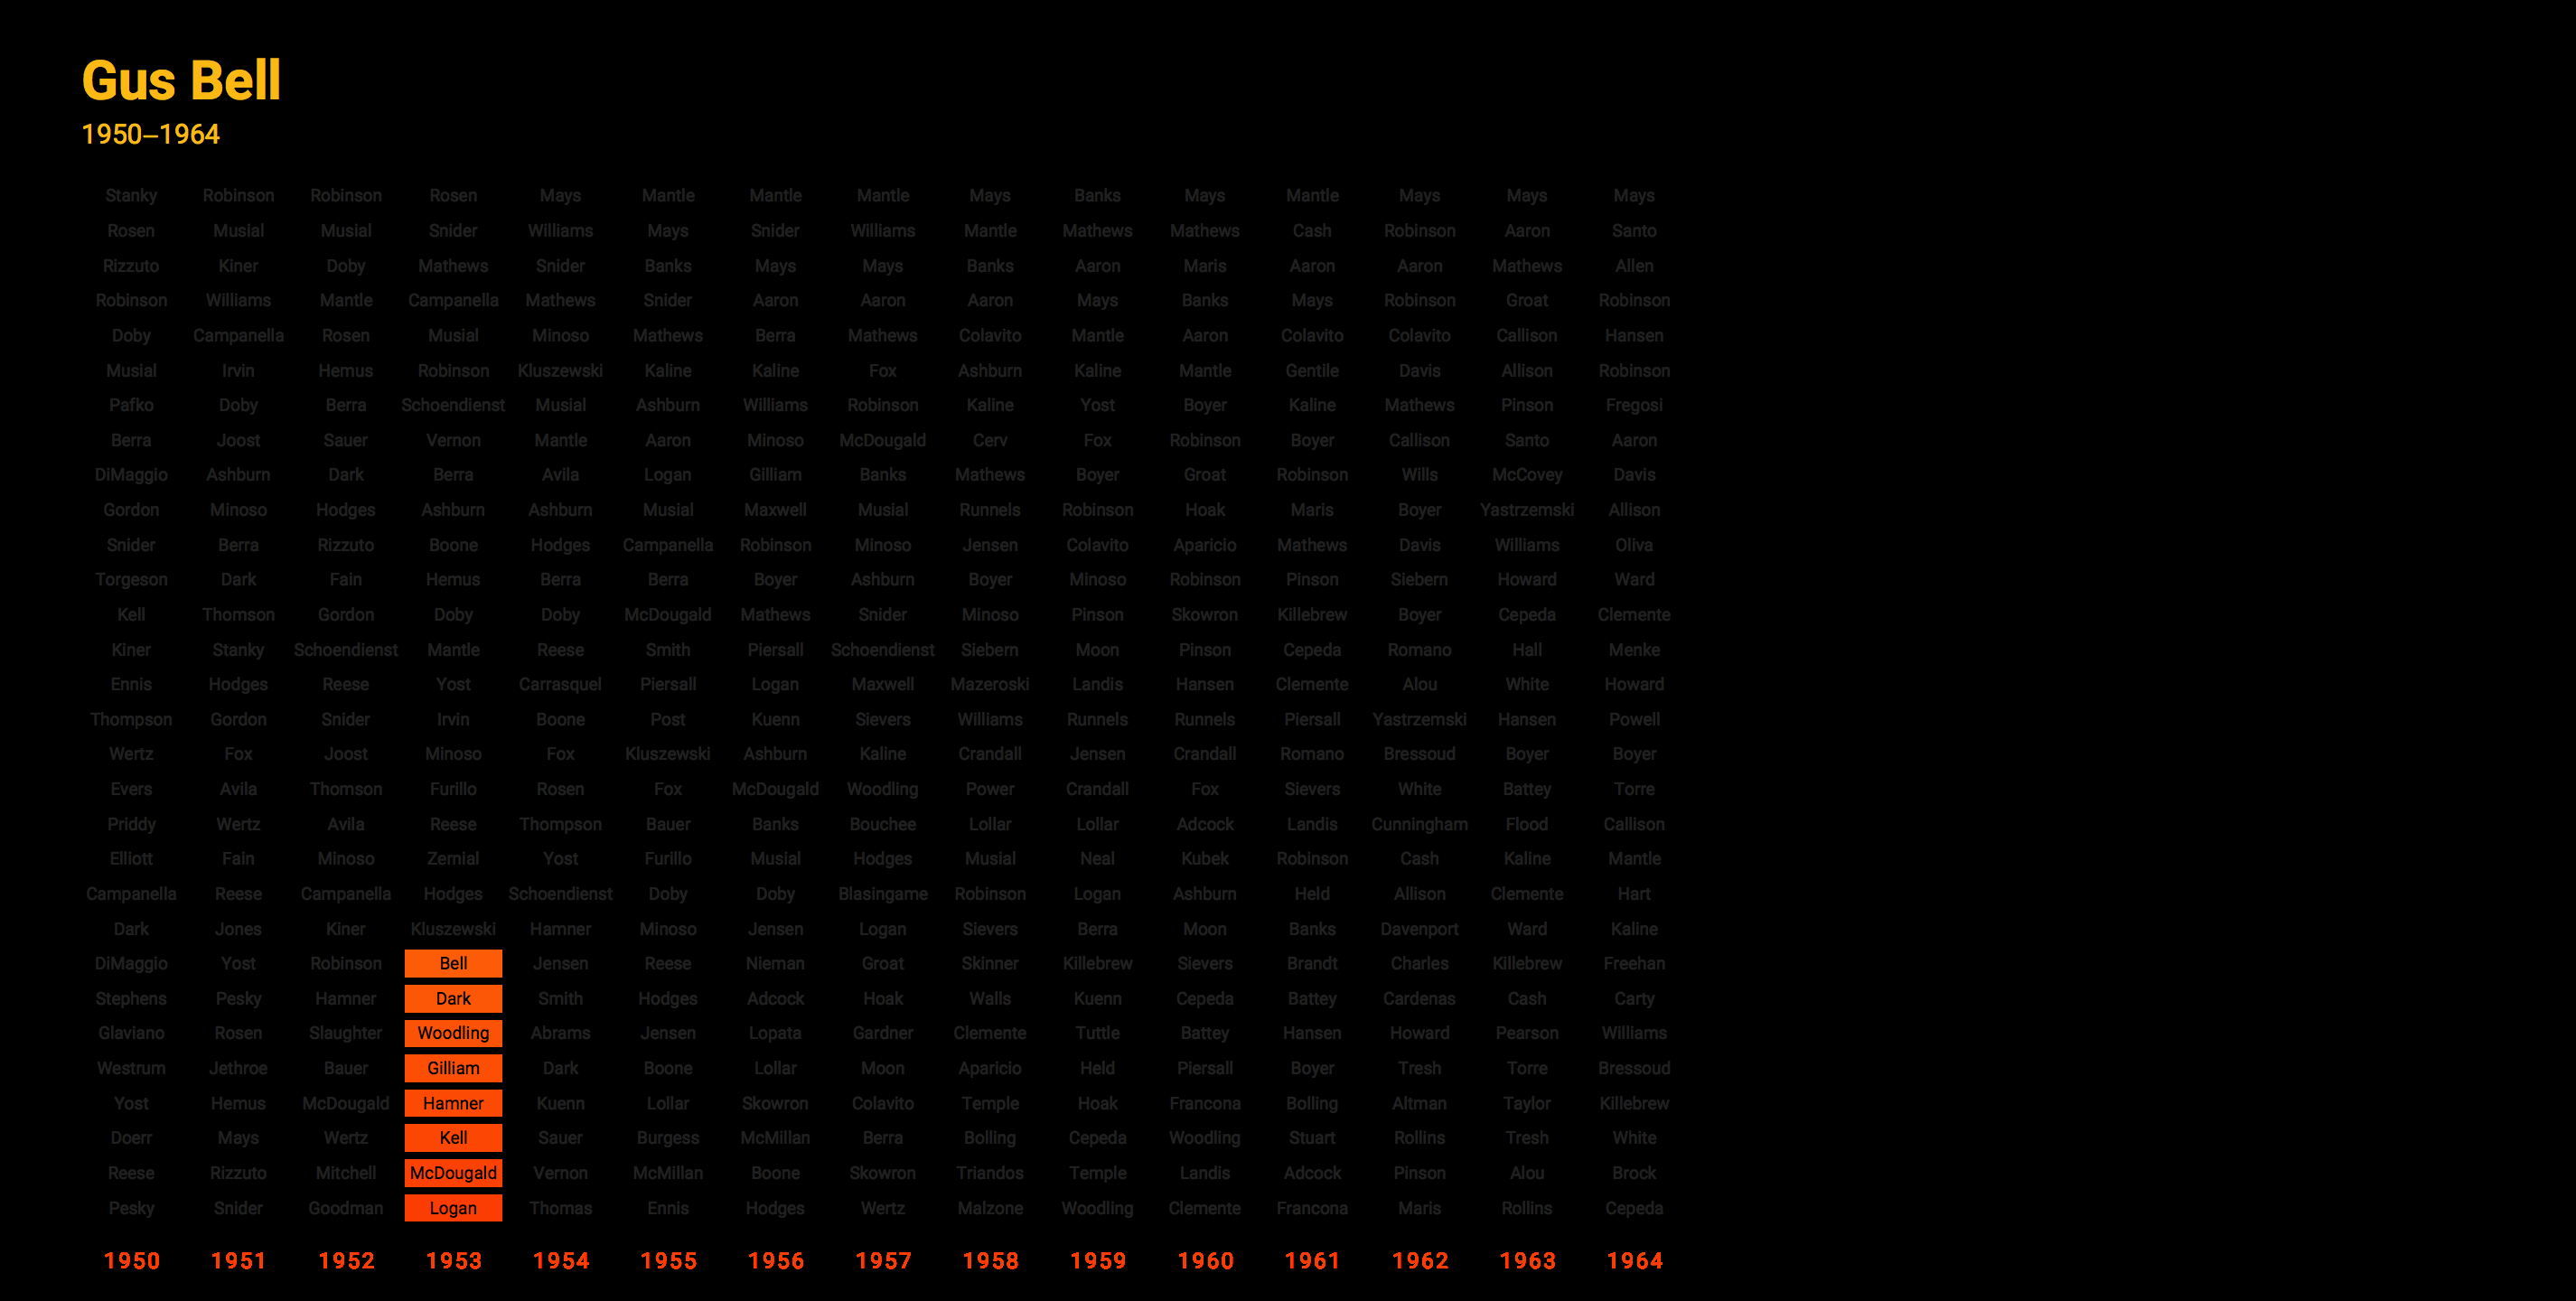 Gus Bell
1950–1964
Stanky Robinson Robinson Rosen Mays Mantle Mantle Mantle Mays Banks Mays Mantle Mays Mays Mays
Rosen Musial Musial Snider Williams Mays Snider Williams Mantle Mathews Mathews Cash Robinson Aaron Santo
Rizzuto Kiner Doby Mathews Snider Banks Mays Mays Banks Aaron Maris Aaron Aaron Mathews Allen
Robinson Williams Mantle Campanella Mathews Snider Aaron Aaron Aaron Mays Banks Mays Robinson Groat Robinson
Doby Campanella Rosen Musial Minoso Mathews Berra Mathews Colavito Mantle Aaron Colavito Colavito Callison Hansen
Musial Irvin Hemus Robinson Kluszewski Kaline Kaline Fox Ashburn Kaline Mantle Gentile Davis Allison Robinson
Pafko Doby Berra Schoendienst Musial Ashburn Williams Robinson Kaline Yost Boyer Kaline Mathews Pinson Fregosi
Berra Joost Sauer Vernon Mantle Aaron Minoso McDougald Cerv Fox Robinson Boyer Callison Santo Aaron
DiMaggio Ashburn Dark Berra Avila Logan Gilliam Banks Mathews Boyer Groat Robinson Wills McCovey Davis
Gordon Minoso Hodges Ashburn Ashburn Musial Maxwell Musial Runnels Robinson Hoak Maris Boyer Yastrzemski Allison
Snider Berra Rizzuto Boone Hodges Campanella Robinson Minoso Jensen Colavito Aparicio Mathews Davis Williams Oliva
Torgeson Dark Fain Hemus Berra Berra Boyer Ashburn Boyer Minoso Robinson Pinson Siebern Howard Ward
Kell Thomson Gordon Doby Doby McDougald Mathews Snider Minoso Pinson Skowron Killebrew Boyer Cepeda Clemente
Kiner Stanky Schoendienst Mantle Reese Smith Piersall Schoendienst Siebern Moon Pinson Cepeda Romano Hall Menke
Ennis Hodges Reese Yost Carrasquel Piersall Logan Maxwell Mazeroski Landis Hansen Clemente Alou White Howard
Thompson Gordon Snider Irvin Boone Post Kuenn Sievers Williams Runnels Runnels Piersall Yastrzemski Hansen Powell
Wertz Fox Joost Minoso Fox Kluszewski Ashburn Kaline Crandall Jensen Crandall Romano Bressoud Boyer Boyer
Evers Avila Thomson Furillo Rosen Fox McDougald Woodling Power Crandall Fox Sievers White Battey Torre
Priddy Wertz Avila Reese Thompson Bauer Banks Bouchee Lollar Lollar Adcock Landis Cunningham Flood Callison
Elliott Fain Minoso Zernial Yost Furillo Musial Hodges Musial Neal Kubek Robinson Cash Kaline Mantle
Campanella Reese Campanella Hodges Schoendienst Doby Doby Blasingame Robinson Logan Ashburn Held Allison Clemente Hart
Dark Jones Kiner Kluszewski Hamner Minoso Jensen Logan Sievers Berra Moon Banks Davenport Ward Kaline
DiMaggio Yost Robinson Bell Jensen Reese Nieman Groat Skinner Killebrew Sievers Brandt Charles Killebrew Freehan
Stephens Pesky Hamner Dark Smith Hodges Adcock Hoak Walls Kuenn Cepeda Battey Cardenas Cash Carty
Glaviano Rosen Slaughter Woodling Abrams Jensen Lopata Gardner Clemente Tuttle Battey Hansen Howard Pearson Williams
Westrum Jethroe Bauer Gilliam Dark Boone Lollar Moon Aparicio Held Piersall Boyer Tresh Torre Bressoud
Yost Hemus McDougald Hamner Kuenn Lollar Skowron Colavito Temple Hoak Francona Bolling Altman Taylor Killebrew
Doerr Mays Wertz Kell Sauer Burgess McMillan Berra Bolling Cepeda Woodling Stuart Rollins Tresh White
Reese Rizzuto Mitchell McDougald Vernon McMillan Boone Skowron Triandos Temple Landis Adcock Pinson Alou Brock
Pesky Snider Goodman Logan Thomas Ennis Hodges Wertz Malzone Woodling Clemente Francona Maris Rollins Cepeda
1950 1951 1952 1953 1954 1955 1956 1957 1958 1959 1960 1961 1962 1963 1964